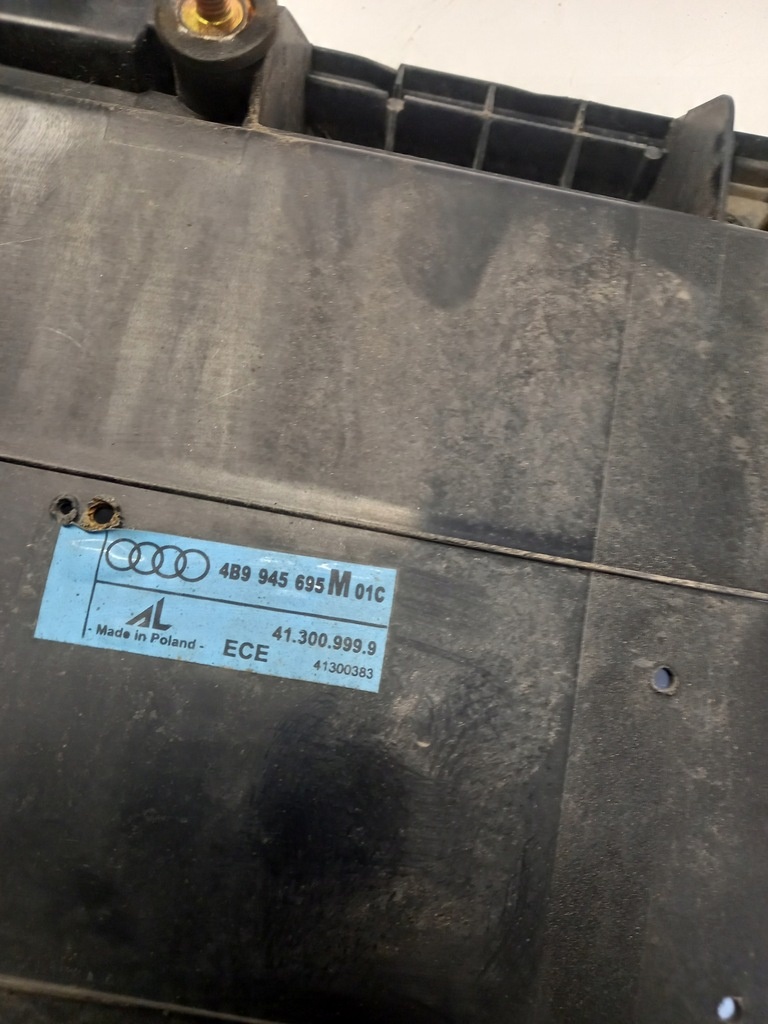 4B9 945 695 M 01C
AL
41.300.999.9
- Made in Poland -
ECE
41300383